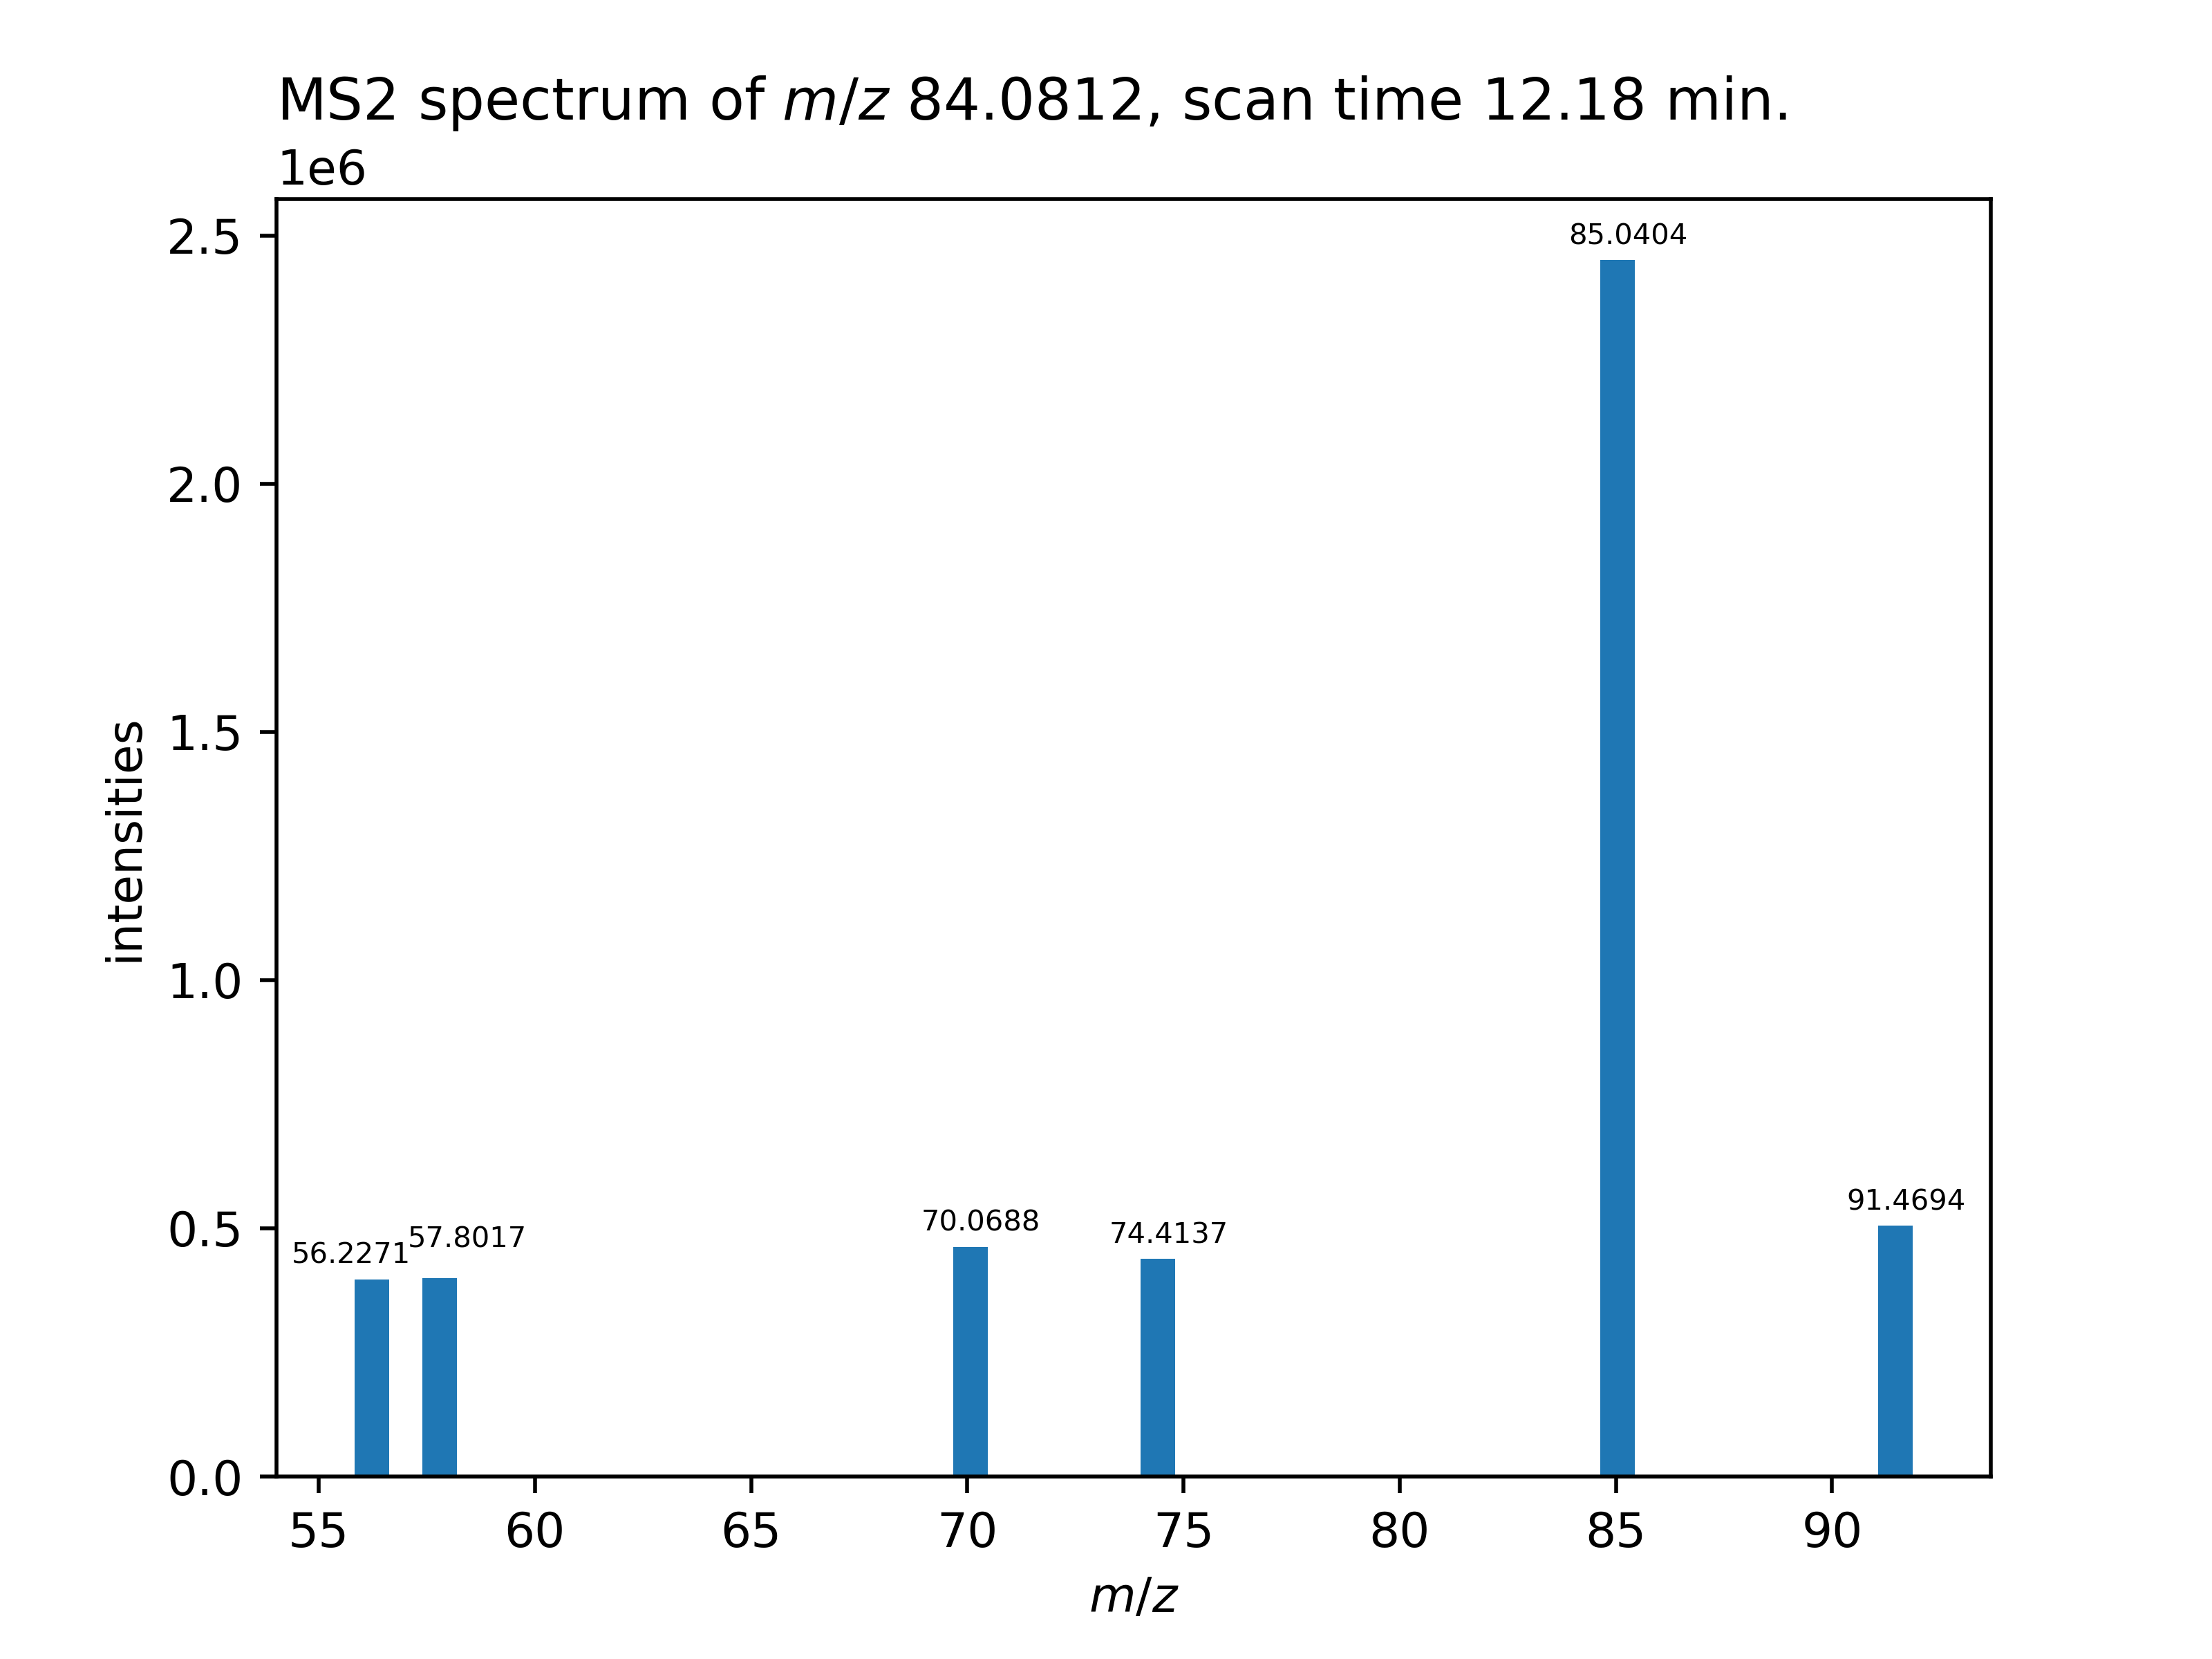 MS2 spectrum of m/z 84.0812, scan time 12.18 min.
1e6
2.5
2.0
1.5
1.0
0.5
0.0
intensities
85.0404
91.4694
70.0688
74.4137
57.8017
56.2271
55 60 65 70 75 80 85 90
m/z